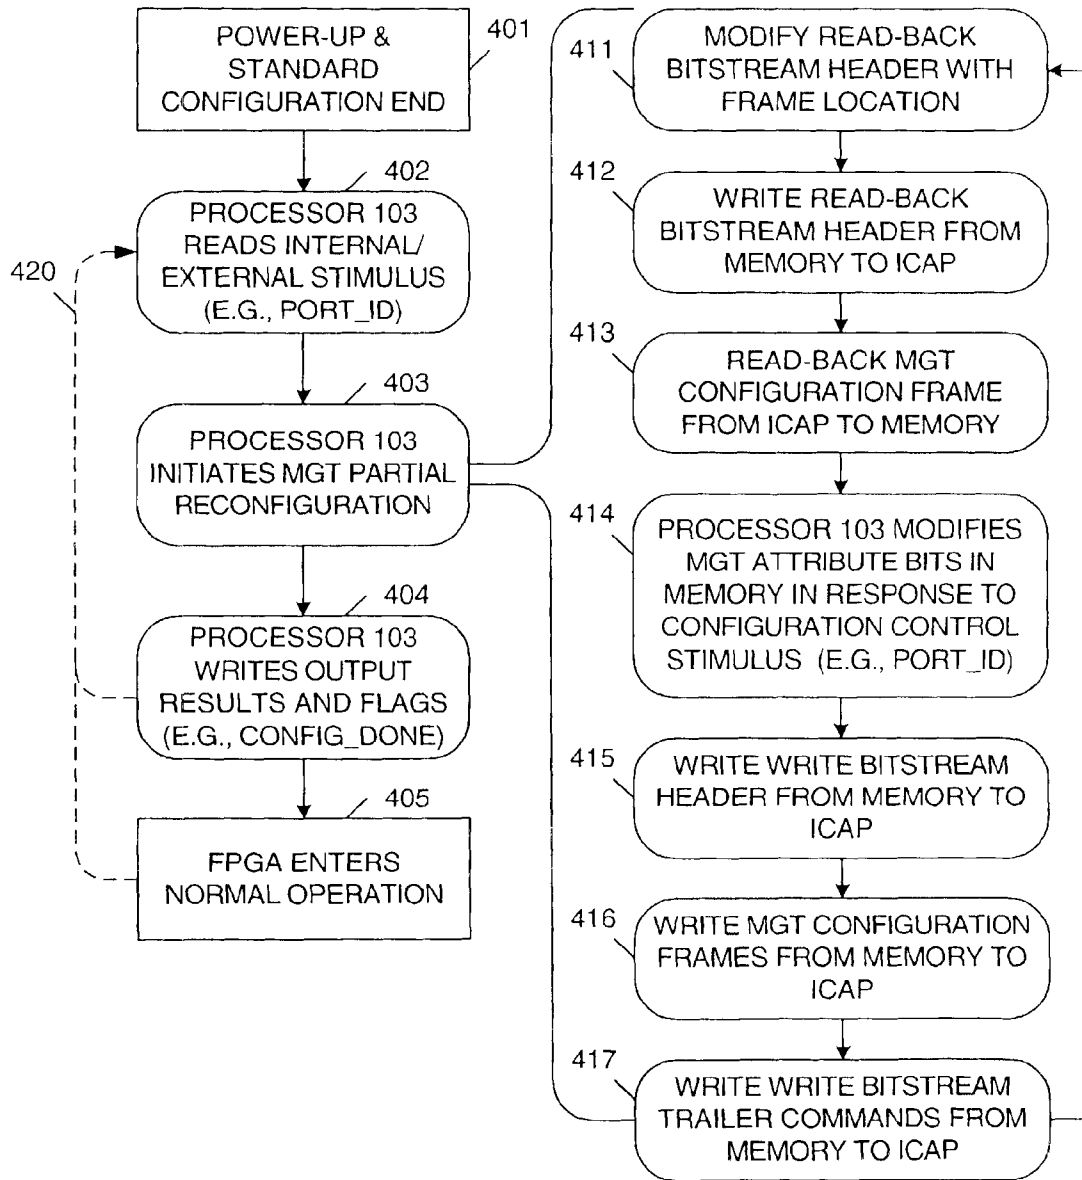 401
POWER-UP &
STANDARD
CONFIGURATION END
402
PROCESSOR 103
READS INTERNAL/
EXTERNAL STIMULUS
(E.G., PORT_ID)
420
403
PROCESSOR 103
INITIATES MGT PARTIAL
RECONFIGURATION
404
PROCESSOR 103
WRITES OUTPUT
RESULTS AND FLAGS
(E.G., CONFIG_DONE)
405
FPGA ENTERS
NORMAL OPERATION
411
MODIFY READ-BACK
BITSTREAM HEADER WITH
FRAME LOCATION
412
WRITE READ-BACK
BITSTREAM HEADER FROM
MEMORY TO ICAP
413
READ-BACK MGT
CONFIGURATION FRAME
FROM ICAP TO MEMORY
414
PROCESSOR 103 MODIFIES
MGT ATTRIBUTE BITS IN
MEMORY IN RESPONSE TO
CONFIGURATION CONTROL
STIMULUS (E.G., PORT_ID)
415
WRITE WRITE BITSTREAM
HEADER FROM MEMORY TO
ICAP
416
WRITE MGT CONFIGURATION
FRAMES FROM MEMORY TO
ICAP
417
WRITE WRITE BITSTREAM
TRAILER COMMANDS FROM
MEMORY TO ICAP